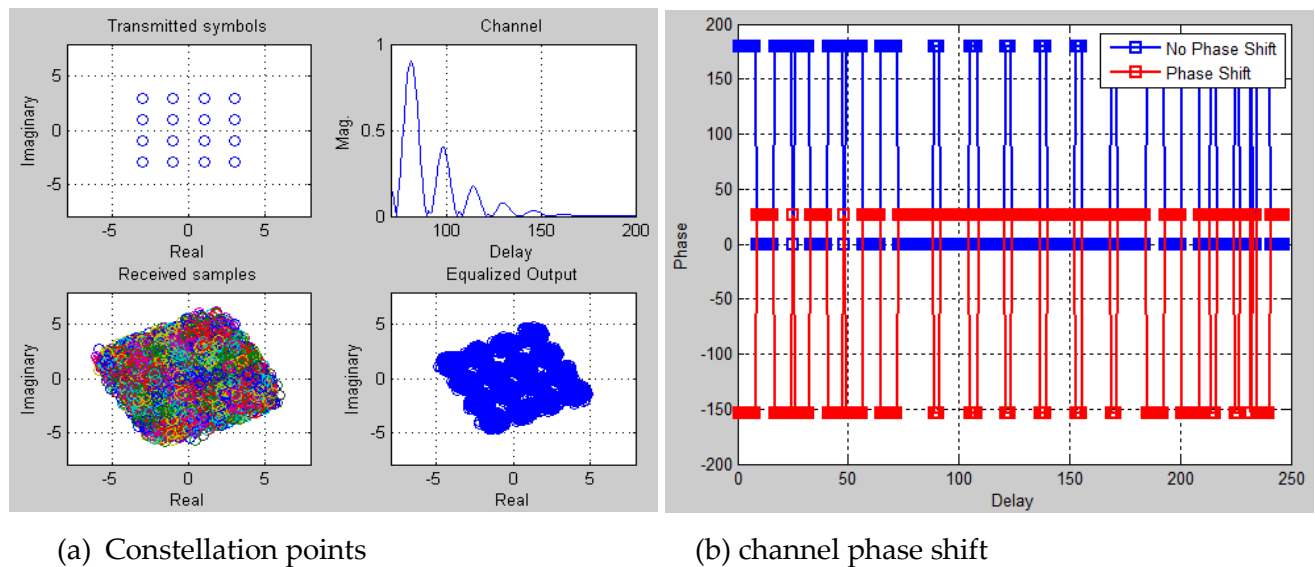 Transmitted symbols
Imaginary
5
0
-5
-5 0 5
Real
Channel
Mag.
1
0.5
0
100 150 200
Delay
Received samples
Imaginary
5
0
-5
-5 0 5
Real
Equalized Output
Imaginary
5
0
-5
-5 0 5
Real
(a) Constellation points
No Phase Shift
Phase Shift
Phase
200
150
100
50
0
-50
-100
-150
-200
0 50 100 150 200 250
Delay
(b) channel phase shift